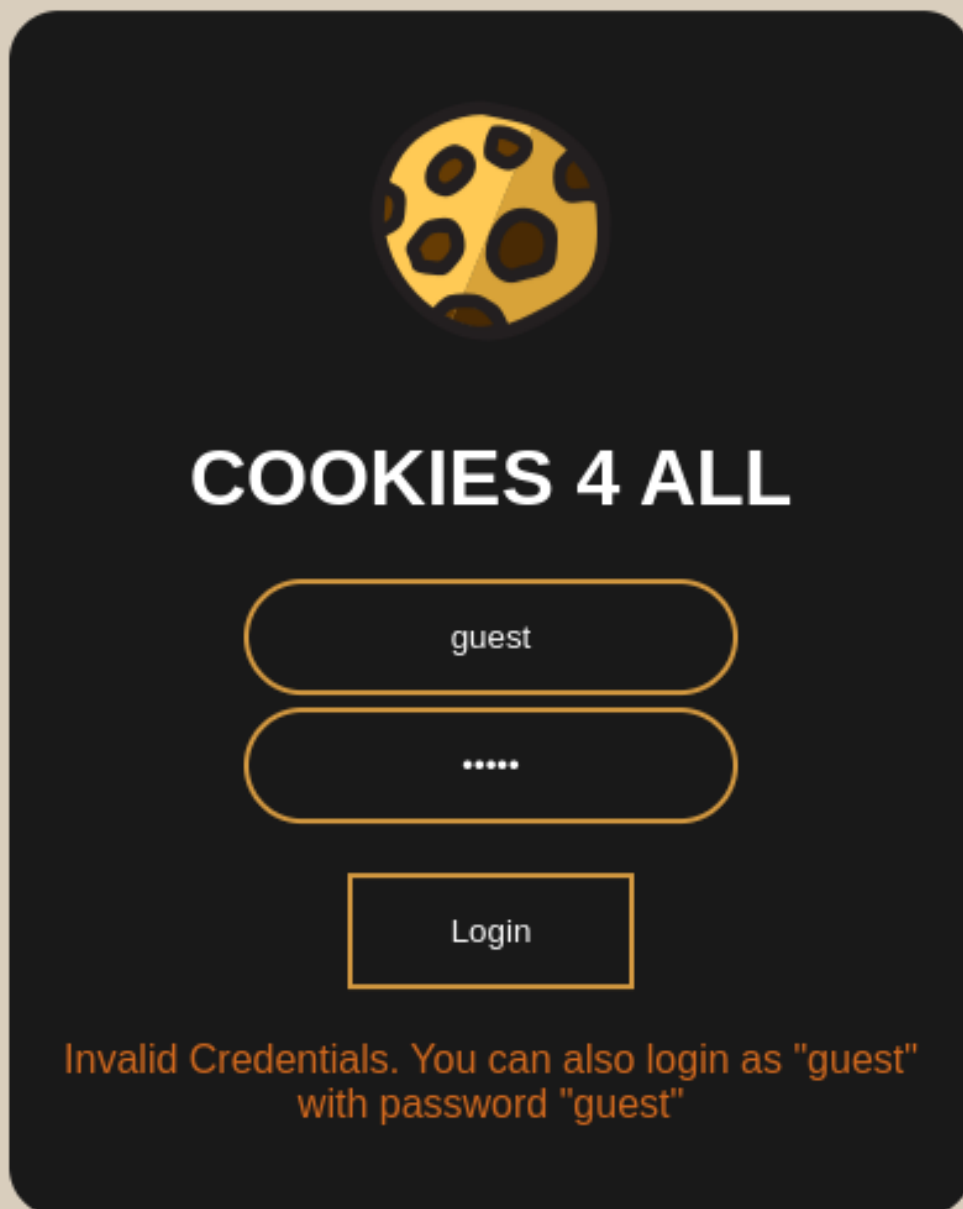 COOKIES 4 ALL
guest
•••••
Login
Invalid Credentials. You can also login as "guest"
with password "guest"